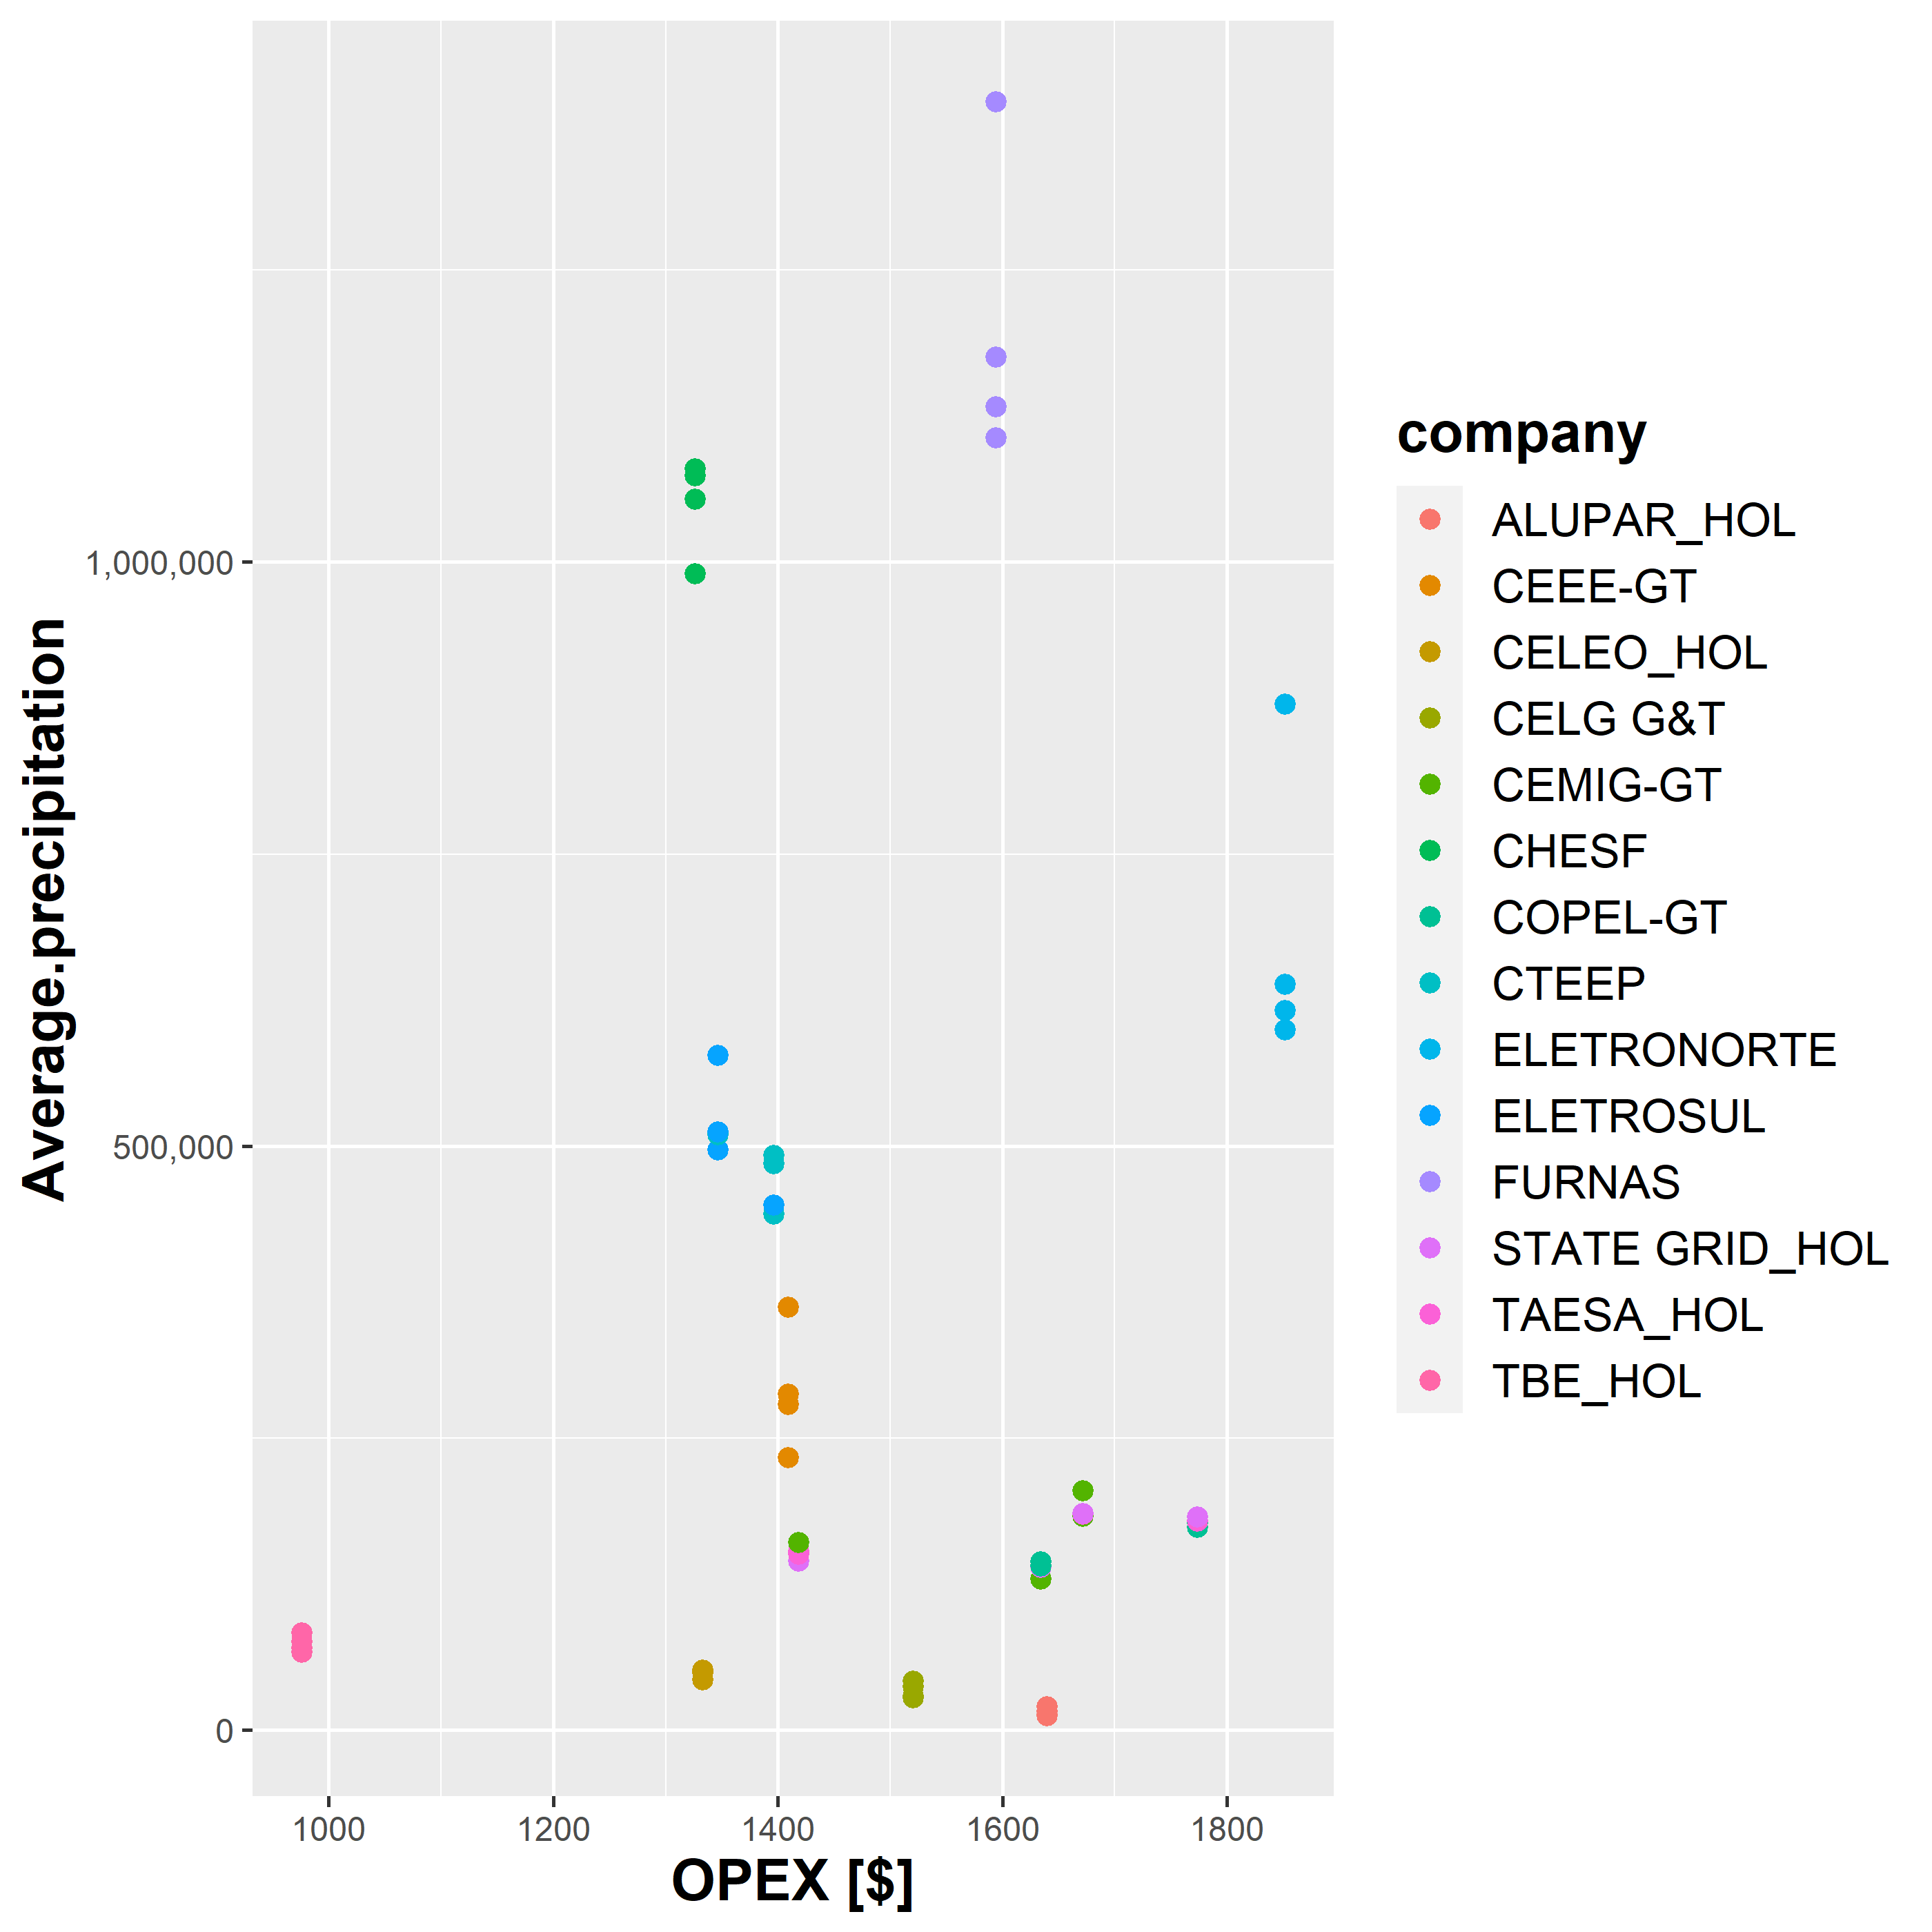 1,000,000
500,000
0
Average.precipitation
1000 1200 1400 1600 1800
OPEX [$]
company
ALUPAR_HOL
CEEE-GT
CELEO_HOL
CELG G&T
CEMIG-GT
CHESF
COPEL-GT
CTEEP
ELETRONORTE
ELETROSUL
FURNAS
STATE GRID_HOL
TAESA_HOL
TBE_HOL